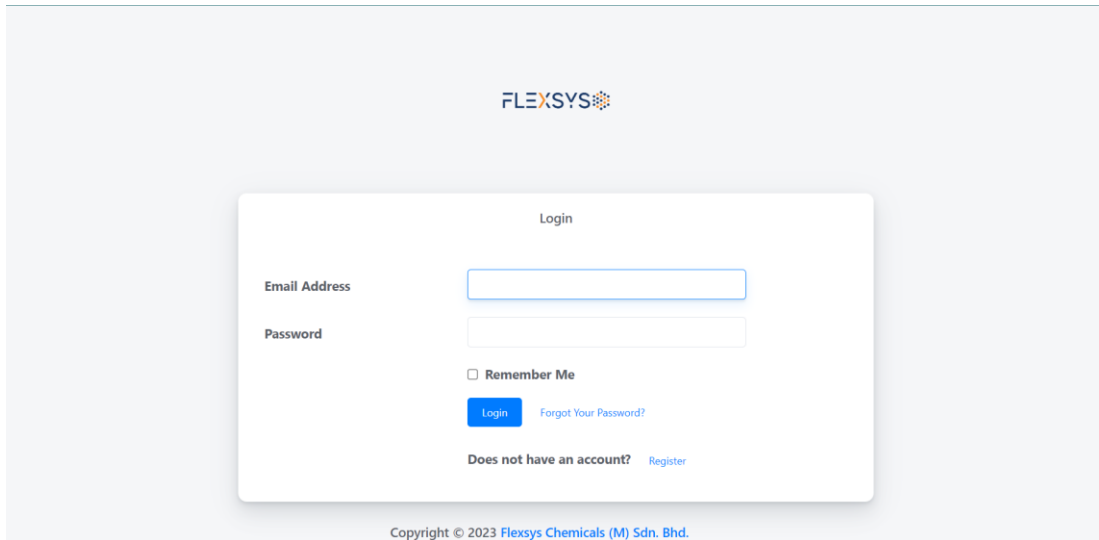 FLEXSYS
Login
Email Address
Password
Remember Me
Login Forgot Your Password?
Does not have an account? Register
Copyright © 2023 Flexsys Chemicals (M) Sdn. Bhd.